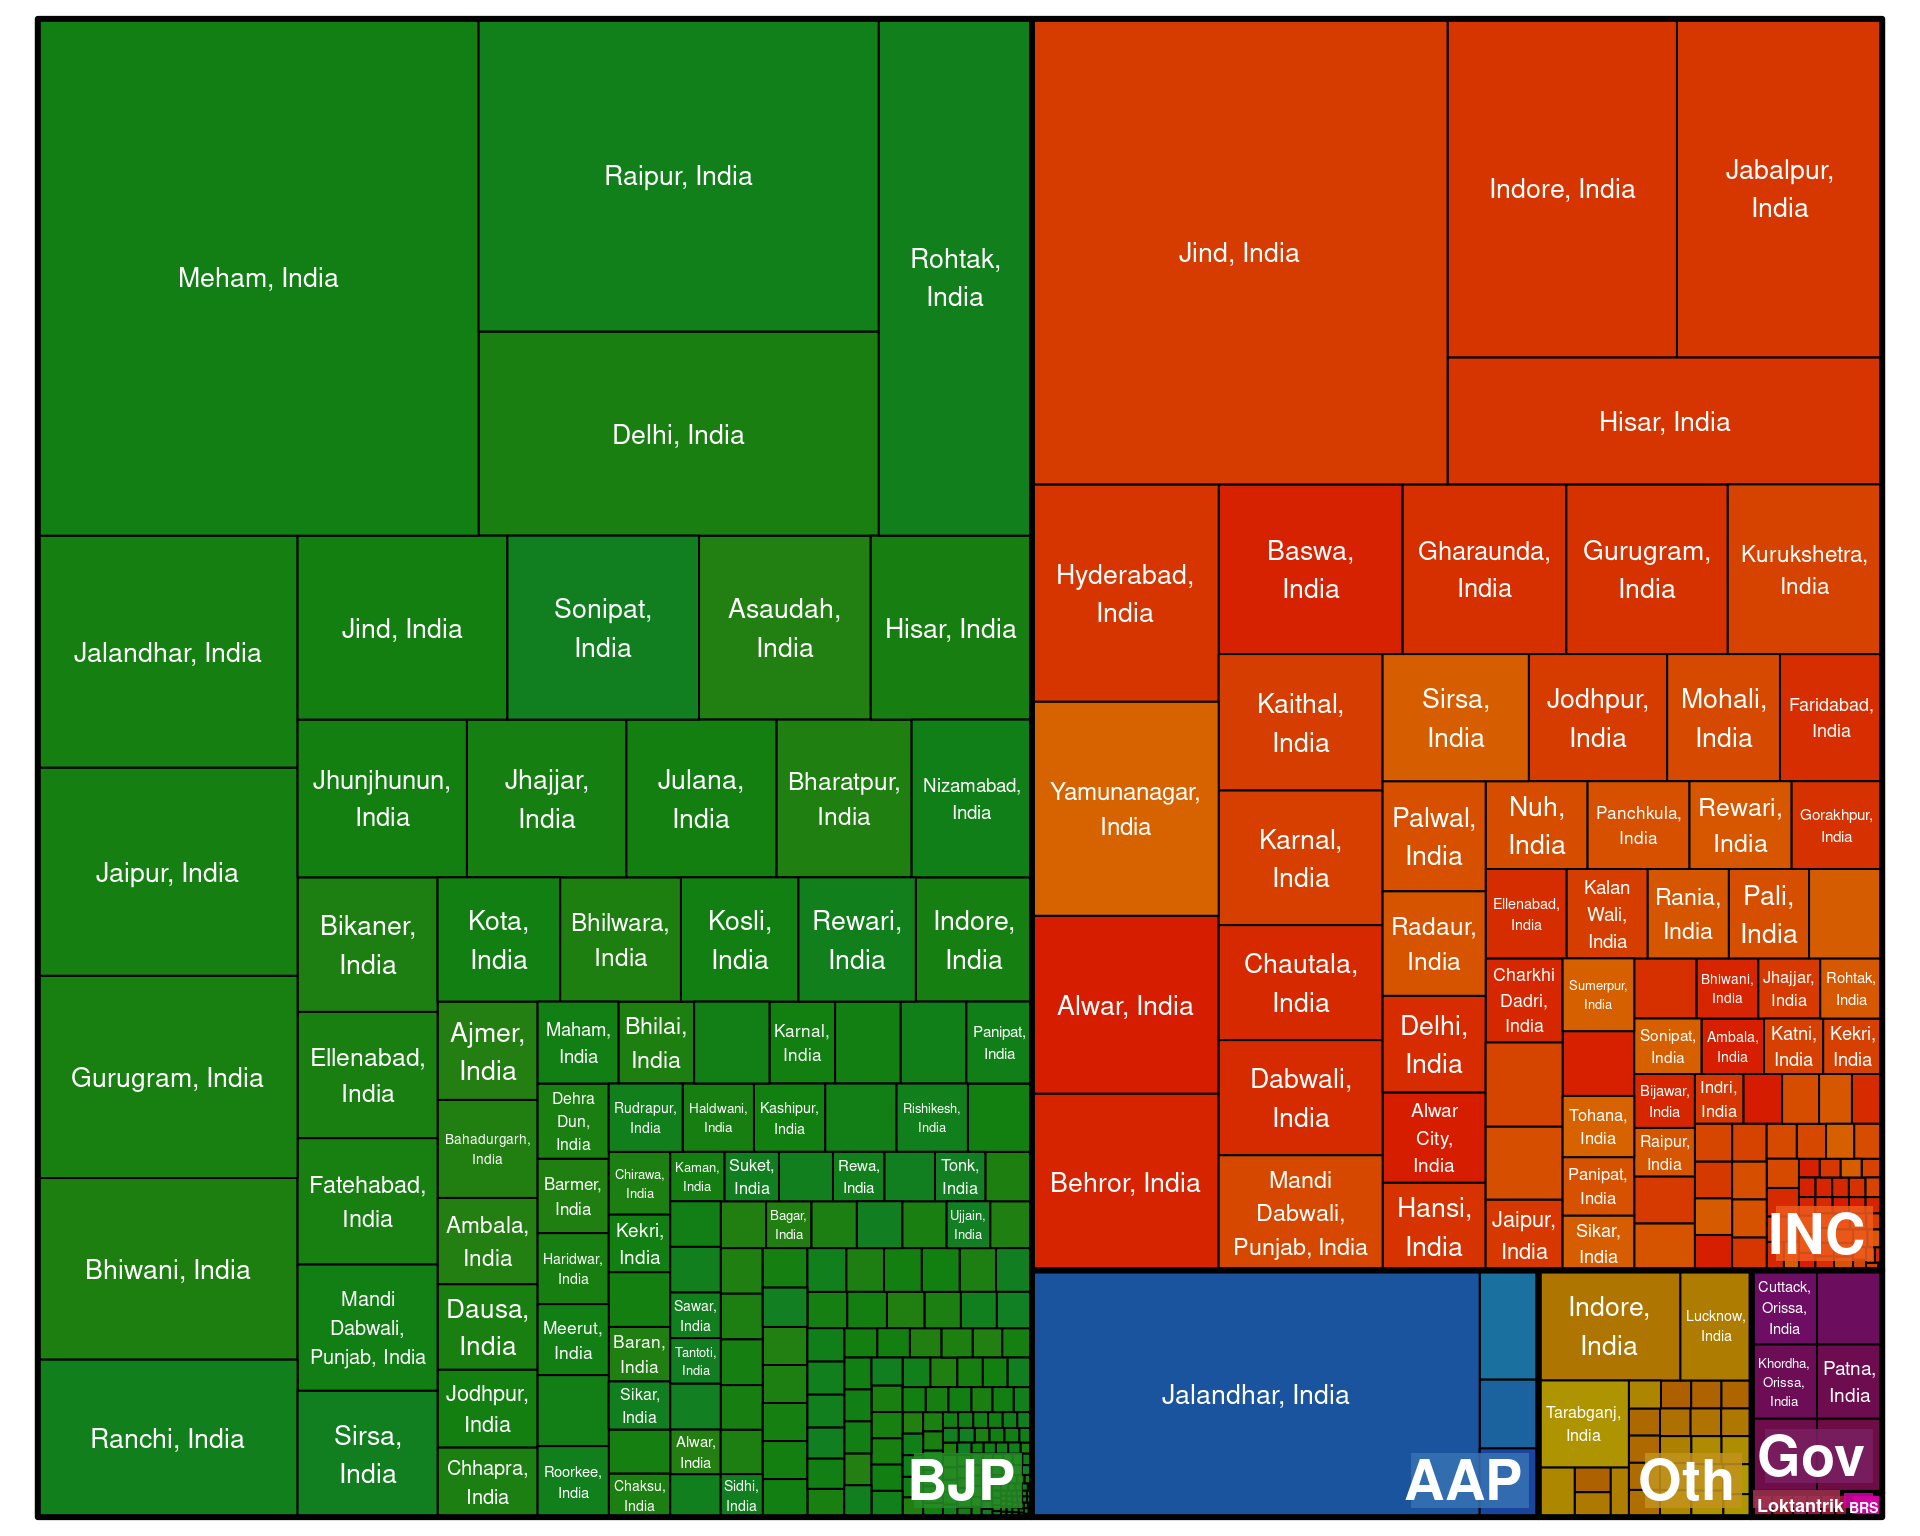 Meham, India
Raipur, India
Delhi, India
Rohtak,
India
Jalandhar, India
Jaipur, India
Gurugram, India
Bhiwani, India
Ranchi, India
Jind, India
Sonipat,
India
Asaudah,
India
Hisar, India
Jhunjhunun,
India
Jhajjar,
India
Julana,
India
Bharatpur,
India
Nizamabad,
India
Bikaner,
India
Ellenabad,
India
Fatehabad,
India
Mandi
Dabwali,
Punjab, India
Sirsa,
India
Kota,
India
Bhilwara,
India
Kosli,
India
Rewari,
India
Indore,
India
Ajmer,
India
Bahadurgarh,
India
Ambala,
India
Dausa,
India
Jodhpur,
India
Chhapra,
India
Maham,
India
Bhilai,
India
Karnal,
India
Panipat,
India
Dehra
Dun,
India
Barmer,
India
Haridwar,
India
Meerut,
India
Roorkee,
India
Rudrapur,
India
Haldwani,
India
Kashipur,
India
Rishikesh,
India
Chirawa,
India
Kekri,
India
Baran,
India
Sikar,
India
Chaksu,
India
Kaman,
India
Suket,
India
Rewa,
India
Tonk,
India
Bagar,
India
Ujjain,
India
Sawar,
India
Tantoti,
India
Alwar,
India
Sidhi,
India
BJP
Jind, India
Indore, India
Jabalpur,
India
Hisar, India
Hyderabad,
India
Yamunanagar,
India
Alwar, India
Behror, India
Baswa,
India
Gharaunda,
India
Gurugram,
India
Kurukshetra,
India
Kaithal,
India
Karnal,
India
Chautala,
India
Dabwali,
India
Mandi
Dabwali,
Punjab, India
Sirsa,
India
Jodhpur,
India
Mohali,
India
Faridabad,
India
Palwal,
India
Radaur,
India
Delhi,
India
Alwar
City,
India
Hansi,
India
Nuh,
India
Panchkula,
India
Rewari,
India
Gorakhpur,
India
Ellenabad,
India
Kalan
Wali,
India
Rania,
India
Pali,
India
Charkhi
Dadri,
India
Jaipur,
India
Sumerpur,
India
Tohana,
India
Panipat,
India
Sikar,
India
Bhiwani,
India
Jhajjar,
India
Rohtak,
India
Sonipat,
India
Ambala,
India
Katni,
India
Kekri,
India
Bijawar,
India
Indri,
India
Raipur,
India
INC
Jalandhar, India
AAP
Indore,
India
Lucknow,
India
Tarabganj,
India
Oth
Cuttack,
Orissa,
India
Khordha,
Orissa,
India
Patna,
India
Gov
Loktantrik
BRS